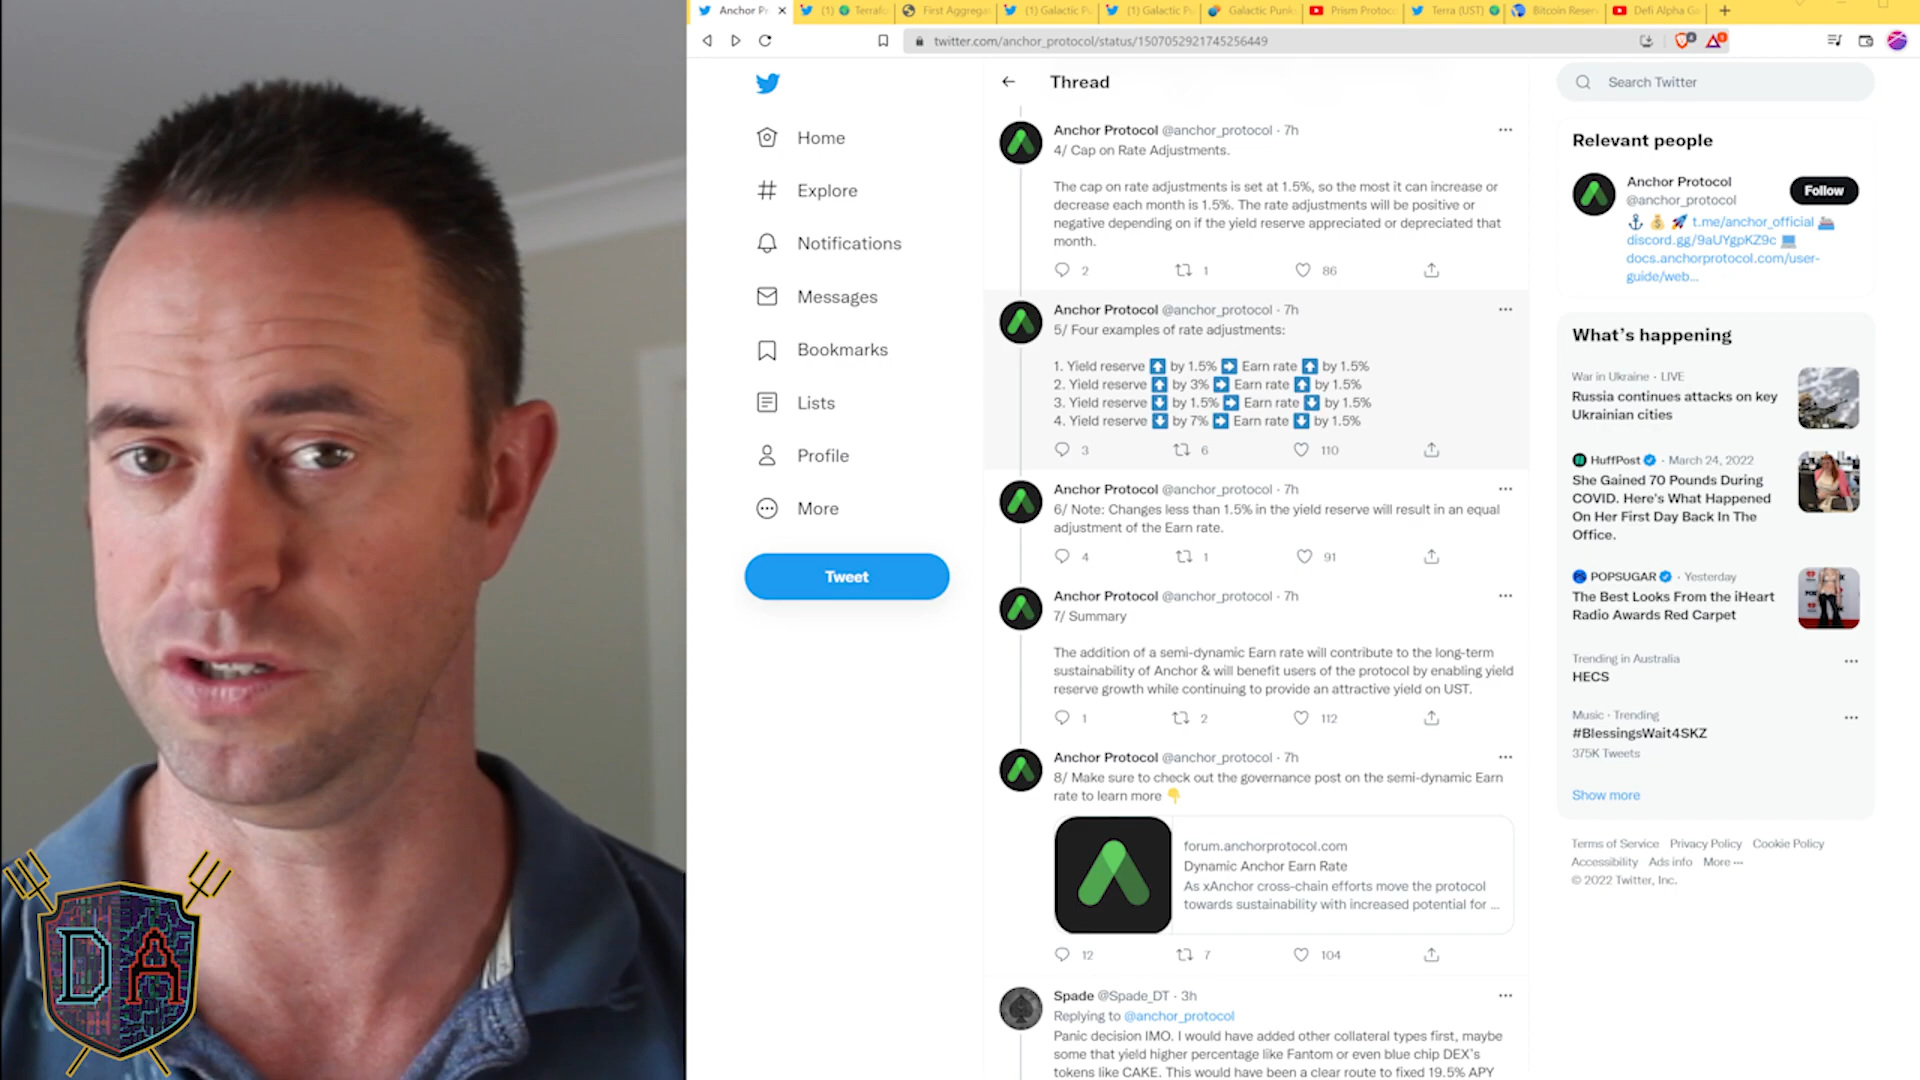 Anchor Pr
(1) Terrafo
First Aggrega
(1) Galactic Pu
(1) Galactic P
Galactic Punk
Prism Protoco
Terra (UST)
Bitcoin Reser
Defi Alpha Ga
twitter.com/anchor_protocol/status/1507052921745256449
Home
Explore
Notifications
Messages
Bookmarks
Lists
Profile
More
Tweet
Thread
Anchor Protocol @anchor_protocol · 7h
4/ Cap on Rate Adjustments.
The cap on rate adjustments is set at 1.5%, so the most it can increase or
decrease each month is 1.5%. The rate adjustments will be positive or
negative depending on if the yield reserve appreciated or depreciated that
month.
2 1 86
Anchor Protocol @anchor_protocol · 7h
5/ Four examples of rate adjustments:
1. Yield reserve ⬆️ by 1.5% ➡️ Earn rate ⬆️ by 1.5%
2. Yield reserve ⬆️ by 3% ➡️ Earn rate ⬆️ by 1.5%
3. Yield reserve ⬇️ by 1.5% ➡️ Earn rate ⬇️ by 1.5%
4. Yield reserve ⬇️ by 7% ➡️ Earn rate ⬇️ by 1.5%
3 6 110
Anchor Protocol @anchor_protocol · 7h
6/ Note: Changes less than 1.5% in the yield reserve will result in an equal
adjustment of the Earn rate.
4 1 91
Anchor Protocol @anchor_protocol · 7h
7/ Summary
The addition of a semi-dynamic Earn rate will contribute to the long-term
sustainability of Anchor & will benefit users of the protocol by enabling yield
reserve growth while continuing to provide an attractive yield on UST.
1 2 112
Anchor Protocol @anchor_protocol · 7h
8/ Make sure to check out the governance post on the semi-dynamic Earn
rate to learn more 👇
forum.anchorprotocol.com
Dynamic Anchor Earn Rate
As xAnchor cross-chain efforts move the protocol
towards sustainability with increased potential for ...
12 7 104
Spade @Spade_DT · 3h
Replying to @anchor_protocol
Panic decision IMO. I would have added other collateral types first, maybe
some that yield higher percentage like Fantom or even blue chip DEX's
tokens like CAKE. This would have been a clear route to fixed 19.5% APY
Search Twitter
Relevant people
Anchor Protocol
@anchor_protocol
Follow
t.me/anchor_official
discord.gg/9aUYgpKZ9c
docs.anchorprotocol.com/user-
guide/web...
What's happening
War in Ukraine · LIVE
Russia continues attacks on key
Ukrainian cities
HuffPost · March 24, 2022
She Gained 70 Pounds During
COVID. Here's What Happened
On Her First Day Back In The
Office.
POPSUGAR · Yesterday
The Best Looks From the iHeart
Radio Awards Red Carpet
Trending in Australia
HECS
Music · Trending
#BlessingsWait4SKZ
375K Tweets
Show more
Terms of Service Privacy Policy Cookie Policy
Accessibility Ads info More ···
© 2022 Twitter, Inc.
DA